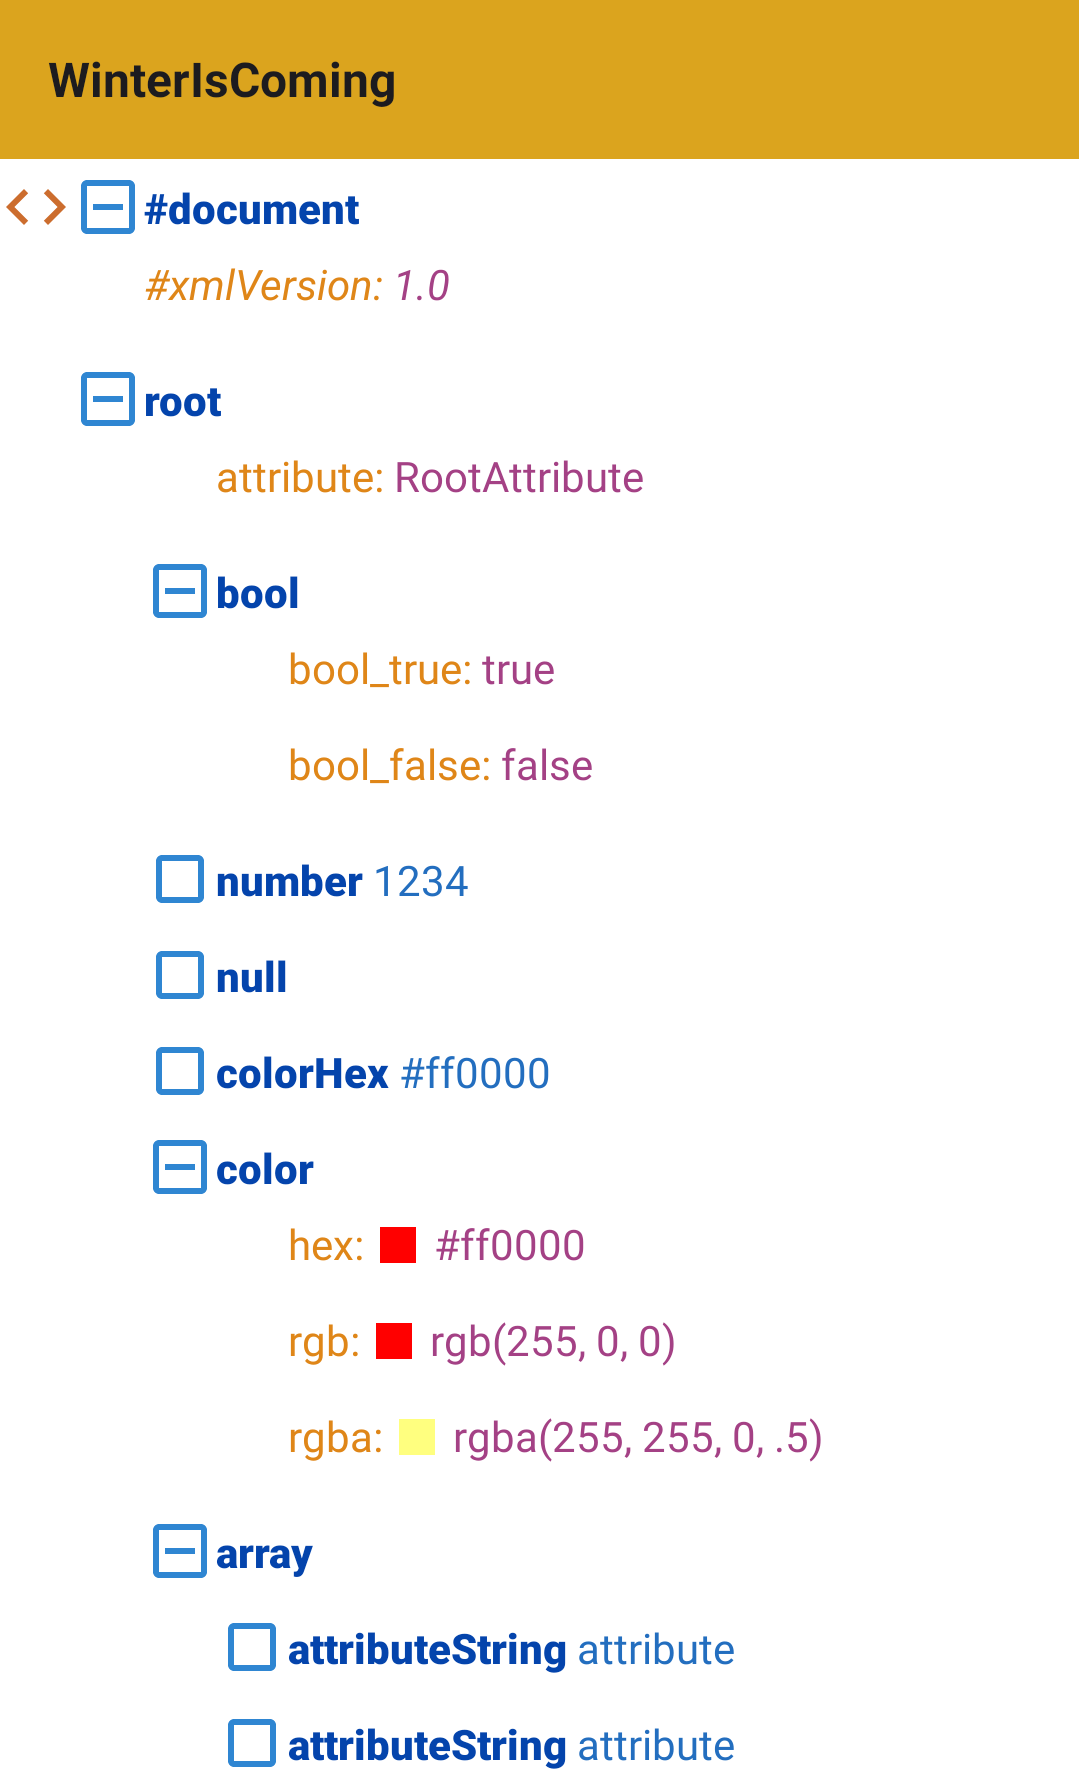 WinterIsComing
#document
#xmlVersion: 1.0
root
attribute: RootAttribute
bool
bool_true: true
bool_false: false
number 1234
null
colorHex #ff0000
color
hex: #ff0000
rgb: rgb(255, 0, 0)
rgba: rgba(255, 255, 0, .5)
array
attributeString attribute
attributeString attribute